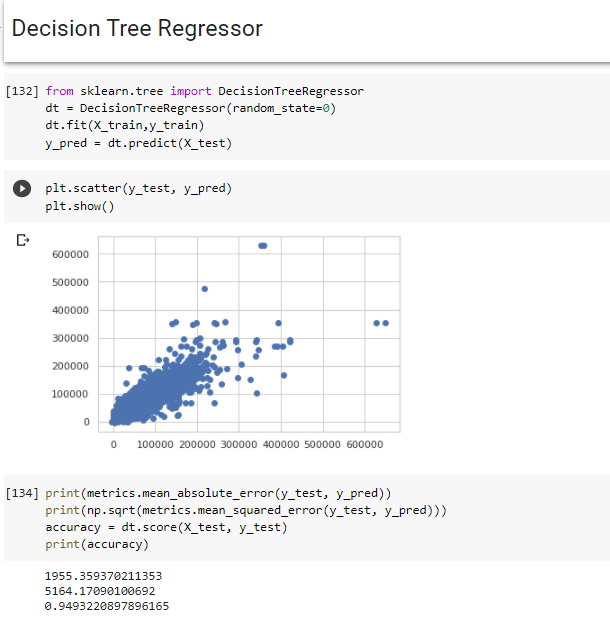 Decision Tree Regressor
[132] from sklearn.tree import DecisionTreeRegressor
dt = DecisionTreeRegressor(random_state=0)
dt.fit(X_train,y_train)
y_pred = dt.predict(X_test)
plt.scatter(y_test, y_pred)
plt.show()
600000
500000
400000
300000
200000
100000
0
0 100000 200000 300000 400000 500000 600000
[134] print(metrics.mean_absolute_error(y_test, y_pred))
print(np.sqrt(metrics.mean_squared_error(y_test, y_pred)))
accuracy = dt.score(X_test, y_test)
print(accuracy)
1955.359370211353
5164.17090100692
0.9493220897896165